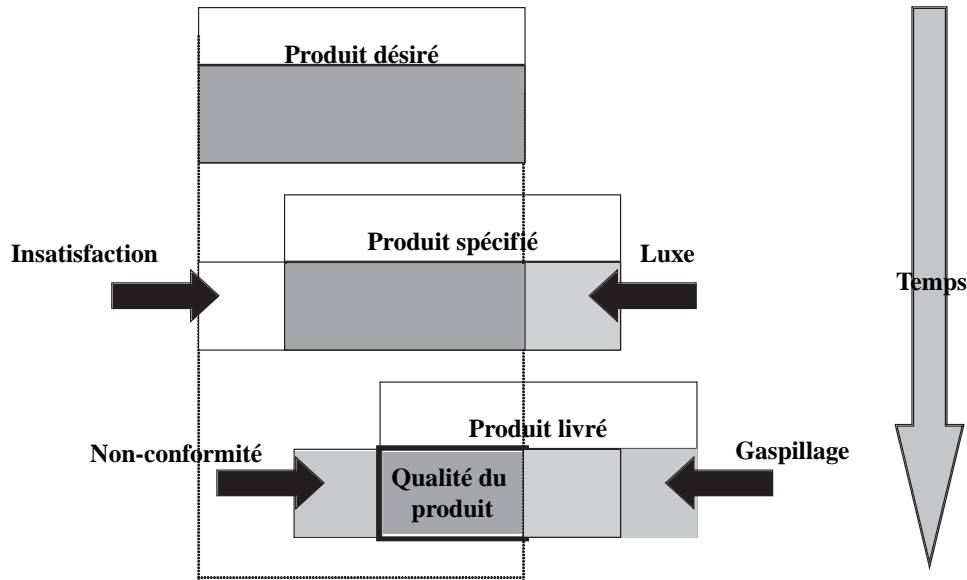 Produit désiré
Produit spécifié
Insatisfaction
Luxe
Temps
Produit livré
Non-conformité
Gaspillage
Qualité du
produit